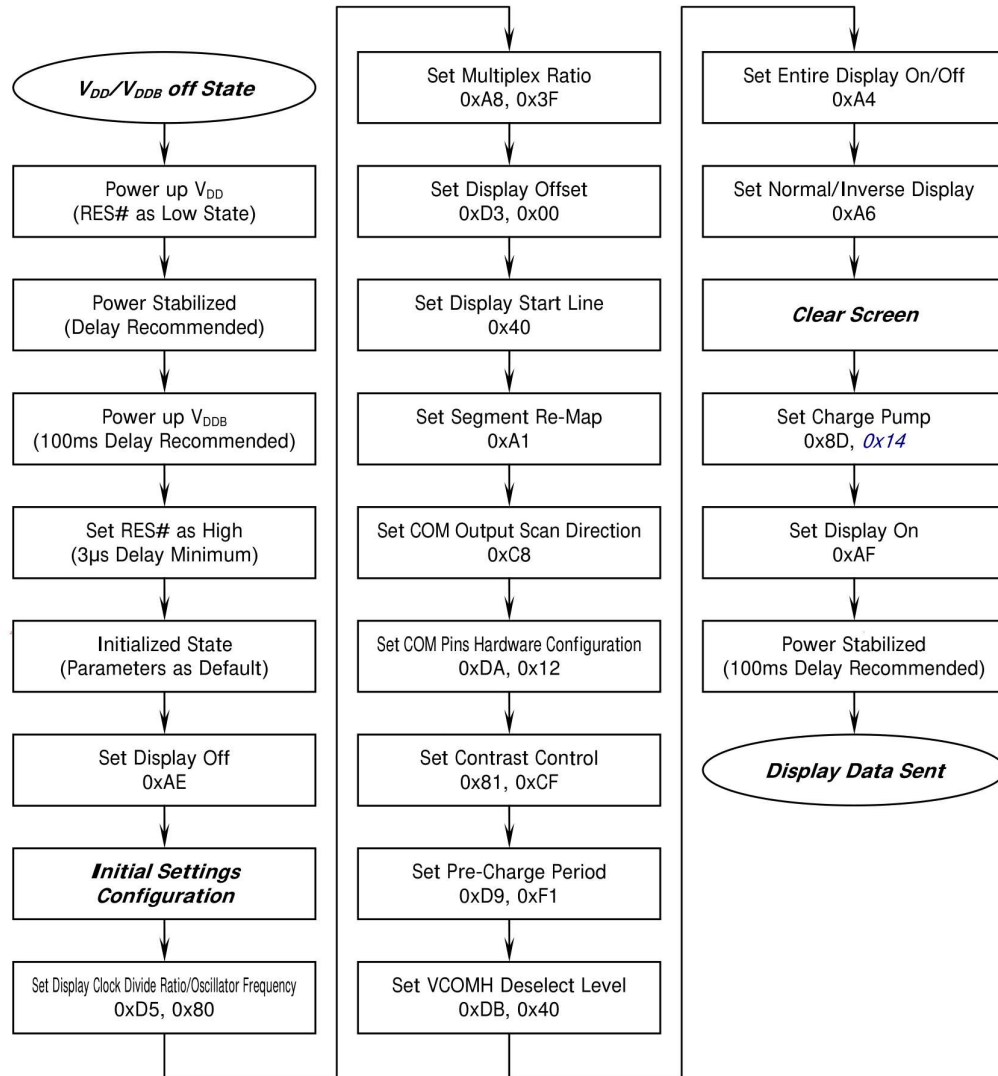 VDD/VDDB off State
Power up VDD
(RES# as Low State)
Power Stabilized
(Delay Recommended)
Power up VDDB
(100ms Delay Recommended)
Set RES# as High
(3μs Delay Minimum)
Initialized State
(Parameters as Default)
Set Display Off
0xAE
Initial Settings
Configuration
Set Display Clock Divide Ratio/Oscillator Frequency
0xD5, 0x80
Set Multiplex Ratio
0xA8, 0x3F
Set Display Offset
0xD3, 0x00
Set Display Start Line
0x40
Set Segment Re-Map
0xA1
Set COM Output Scan Direction
0xC8
Set COM Pins Hardware Configuration
0xDA, 0x12
Set Contrast Control
0x81, 0xCF
Set Pre-Charge Period
0xD9, 0xF1
Set VCOMH Deselect Level
0xDB, 0x40
Set Entire Display On/Off
0xA4
Set Normal/Inverse Display
0xA6
Clear Screen
Set Charge Pump
0x8D, 0x14
Set Display On
0xAF
Power Stabilized
(100ms Delay Recommended)
Display Data Sent